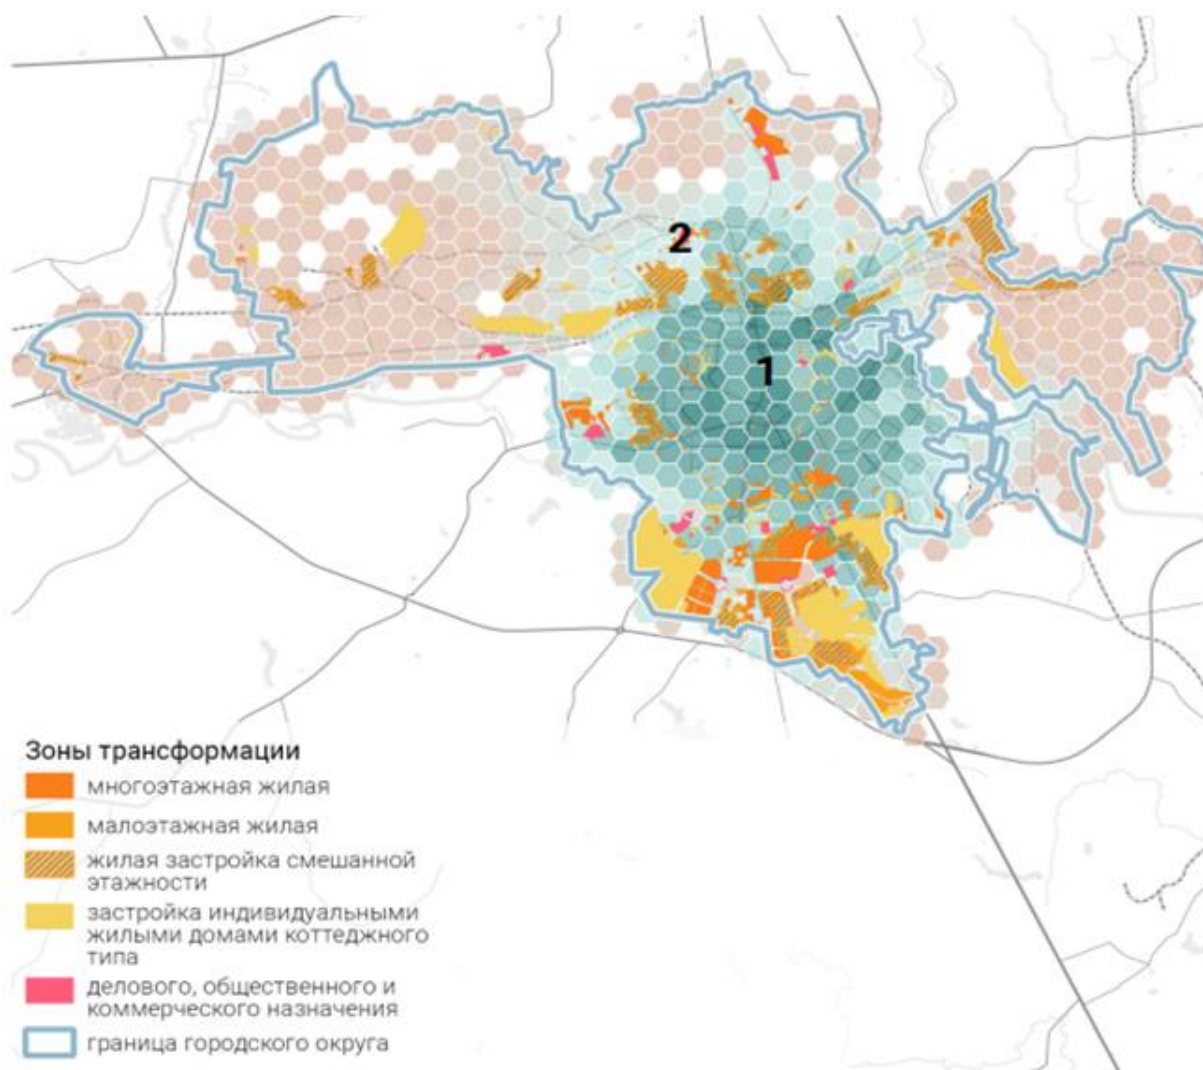 2
1
Зоны трансформации
многоэтажная жилая
малоэтажная жилая
жилая застройка смешанной
этажности
застройка индивидуальными
жилыми домами коттеджного
типа
делового, общественного и
коммерческого назначения
граница городского округа